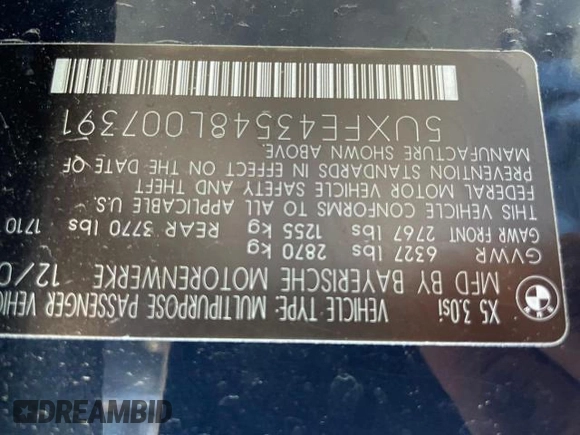 X5 3.0si
VEHICLE TYPE: MULTIPURPOSE PASSENGER
MFD BY BAYERISCHE MOTORENWERKE 12/0
GVWR 6327 lbs 2870 kg
GAWR FRONT 2767 lbs 1255 kg REAR 3770 lbs 1710
THIS VEHICLE CONFORMS TO ALL APPLICABLE U.S.
FEDERAL MOTOR VEHICLE SAFETY AND THEFT
PREVENTION STANDARDS IN EFFECT ON THE DATE OF
MANUFACTURE SHOWN ABOVE
5UXFE43548L007391
DREAMBID